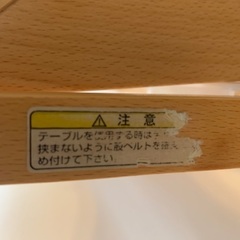 ⚠注意
テーブルを使用する時は
挟まないように股ベルトを
め付けて下さい